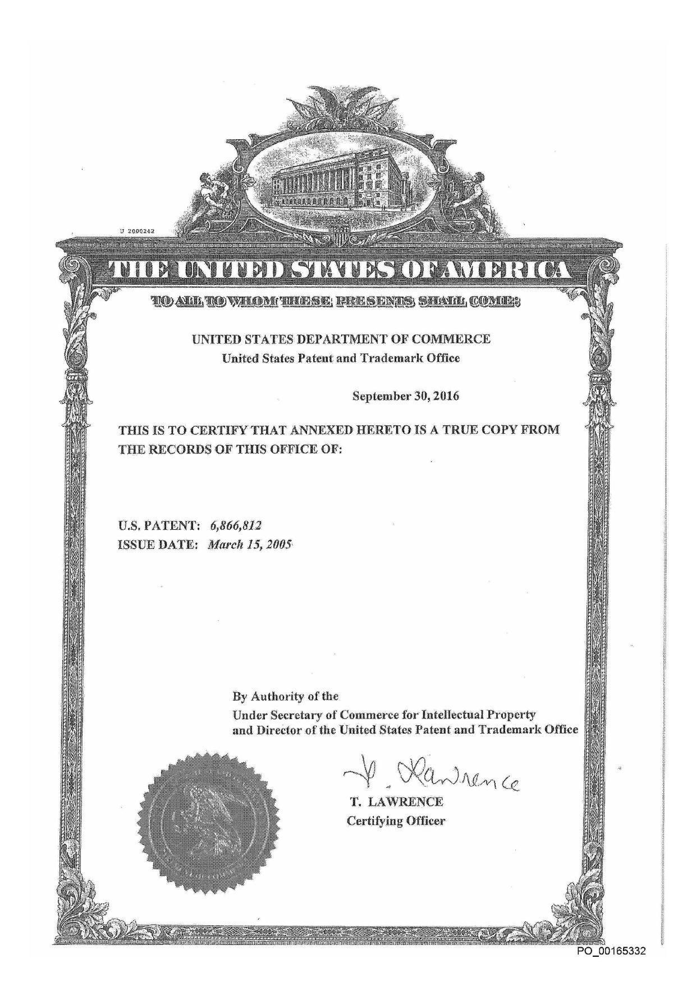 U 2000242
THE UNITED STATES OF AMERICA
TO ALL TO WHOM THESE PRESENTS SHALL COME:
UNITED STATES DEPARTMENT OF COMMERCE
United States Patent and Trademark Office
September 30, 2016
THIS IS TO CERTIFY THAT ANNEXED HERETO IS A TRUE COPY FROM
THE RECORDS OF THIS OFFICE OF:
U.S. PATENT: 6,866,812
ISSUE DATE: March 15, 2005
By Authority of the
Under Secretary of Commerce for Intellectual Property
and Director of the United States Patent and Trademark Office
T. Lawrence
T. LAWRENCE
Certifying Officer
PO_00165332